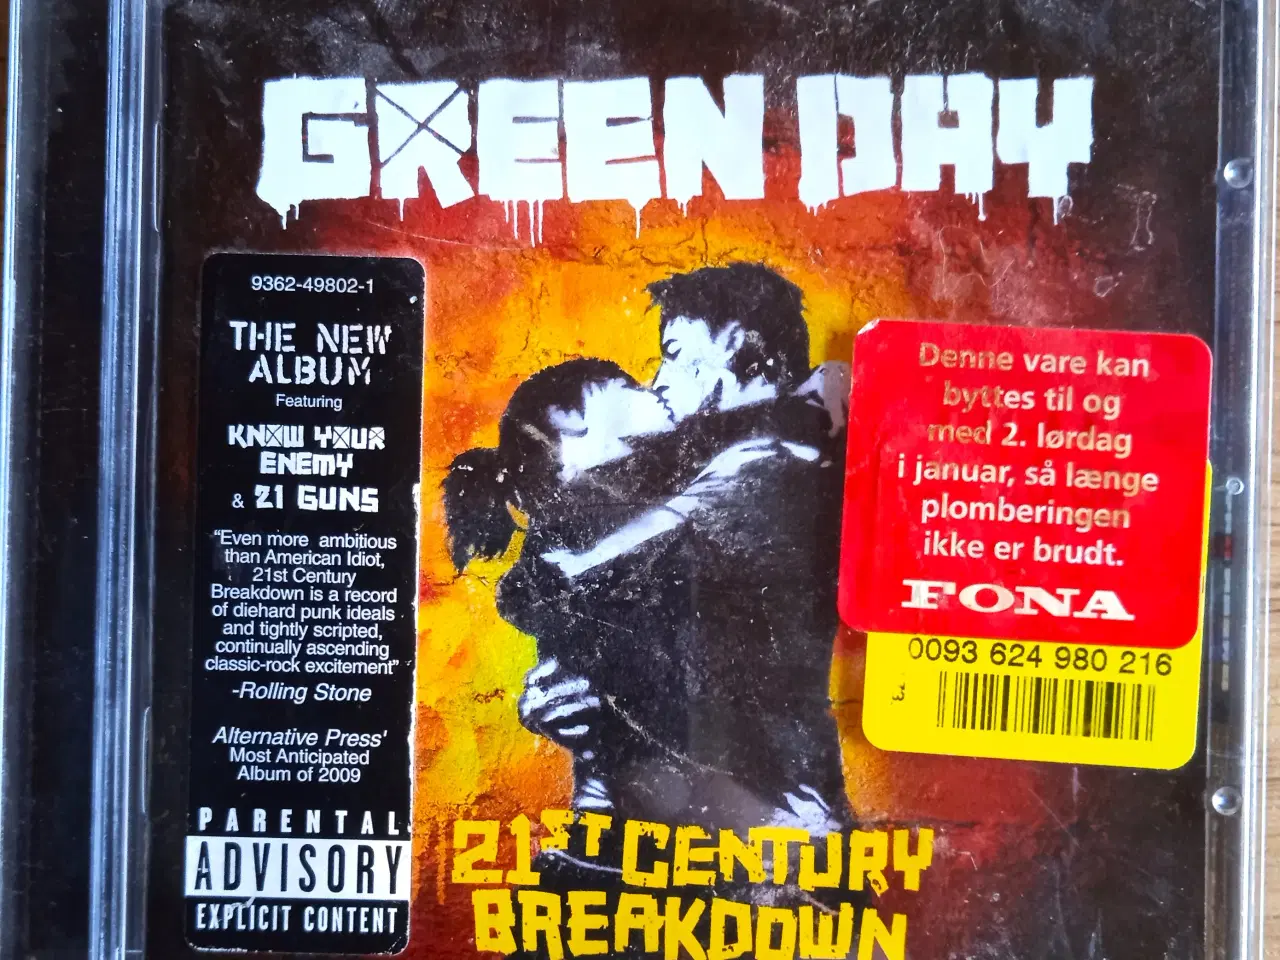 GREEN DAY
9362-49802-1
THE NEW
ALBUM
Featuring
KNOW YOUR
ENEMY
& 21 GUNS
“Even more ambitious
than American Idiot,
21st Century
Breakdown is a record
of diehard punk ideals
and tightly scripted,
continually ascending
classic-rock excitement”
-Rolling Stone
Alternative Press'
Most Anticipated
Album of 2009
PARENTAL
ADVISORY
EXPLICIT CONTENT
Denne vare kan
byttes til og
med 2. lørdag
i januar, så længe
plomberingen
ikke er brudt.
FONA
0093 624 980 216
3
21ST CENTURY
BREAKDOWN